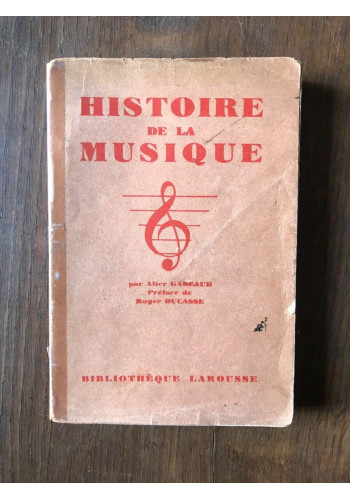 HISTOIRE
DE LA
MUSIQUE
par Alice GABEAUD
Préface de
Roger DUCASSE
BIBLIOTHÈQUE LAROUSSE